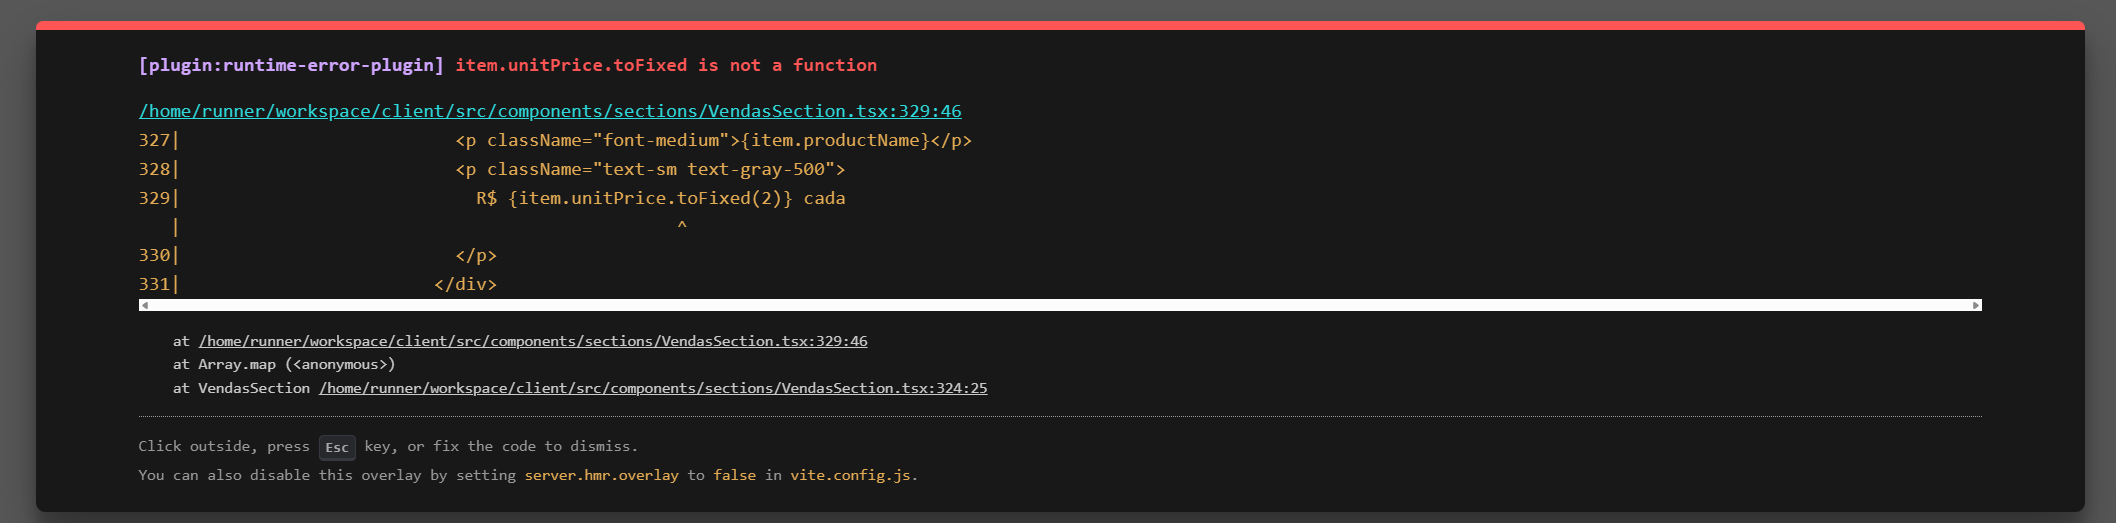 [plugin:runtime-error-plugin] item.unitPrice.toFixed is not a function
/home/runner/workspace/client/src/components/sections/VendasSection.tsx:329:46
327|                          <p className="font-medium">{item.productName}</p>
328|                          <p className="text-sm text-gray-500">
329|                            R$ {item.unitPrice.toFixed(2)} cada
   |                                               ^
330|                          </p>
331|                        </div>
at /home/runner/workspace/client/src/components/sections/VendasSection.tsx:329:46
at Array.map (<anonymous>)
at VendasSection /home/runner/workspace/client/src/components/sections/VendasSection.tsx:324:25
Click outside, press Esc key, or fix the code to dismiss.
You can also disable this overlay by setting server.hmr.overlay to false in vite.config.js.